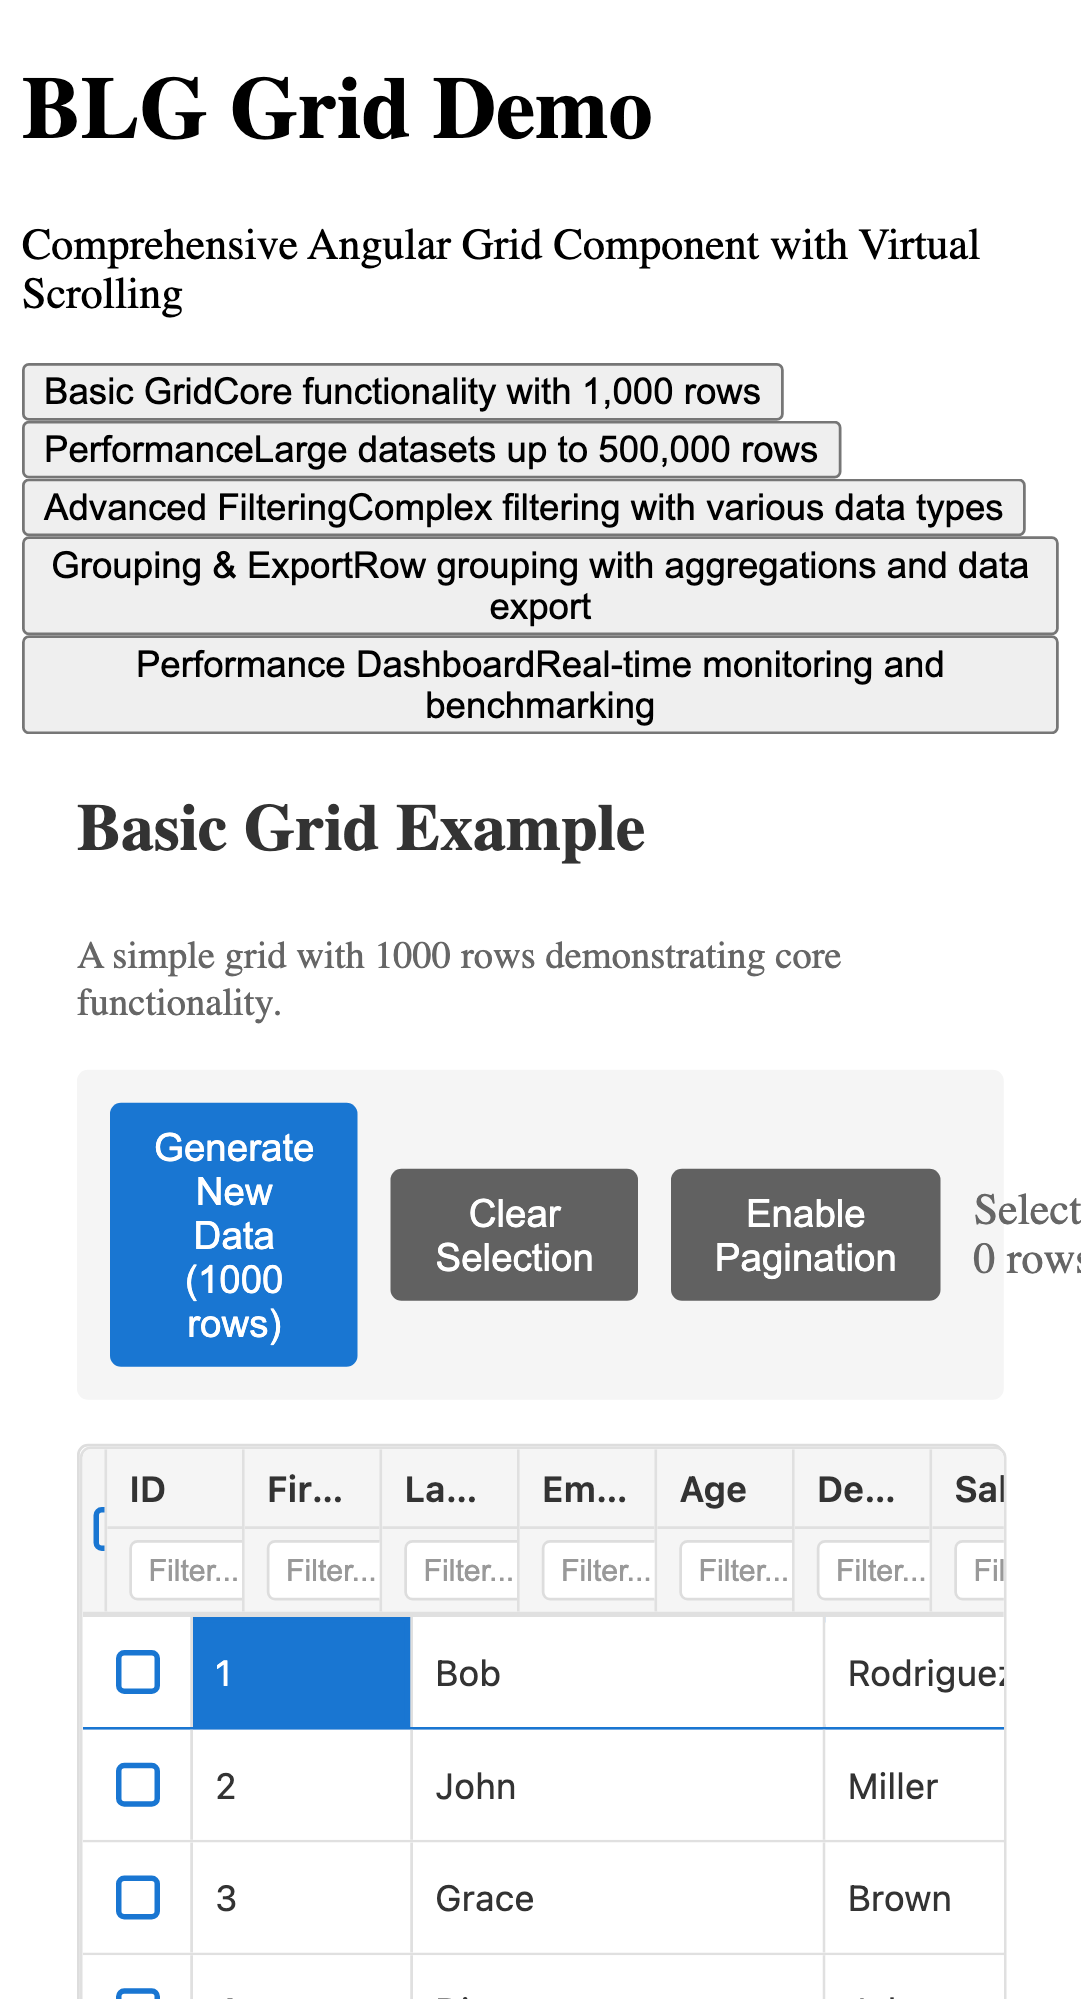 BLG Grid Demo
Comprehensive Angular Grid Component with Virtual
Scrolling
Basic GridCore functionality with 1,000 rows
PerformanceLarge datasets up to 500,000 rows
Advanced FilteringComplex filtering with various data types
Grouping & ExportRow grouping with aggregations and data
export
Performance DashboardReal-time monitoring and
benchmarking
Basic Grid Example
A simple grid with 1000 rows demonstrating core
functionality.
Generate
New
Data
(1000
rows)
Clear
Selection
Enable
Pagination
Select
0 rows
ID Fir... La... Em... Age De... Sal
Filter... Filter... Filter... Filter... Filter... Filter... Fil
1 Bob Rodriguez
2 John Miller
3 Grace Brown